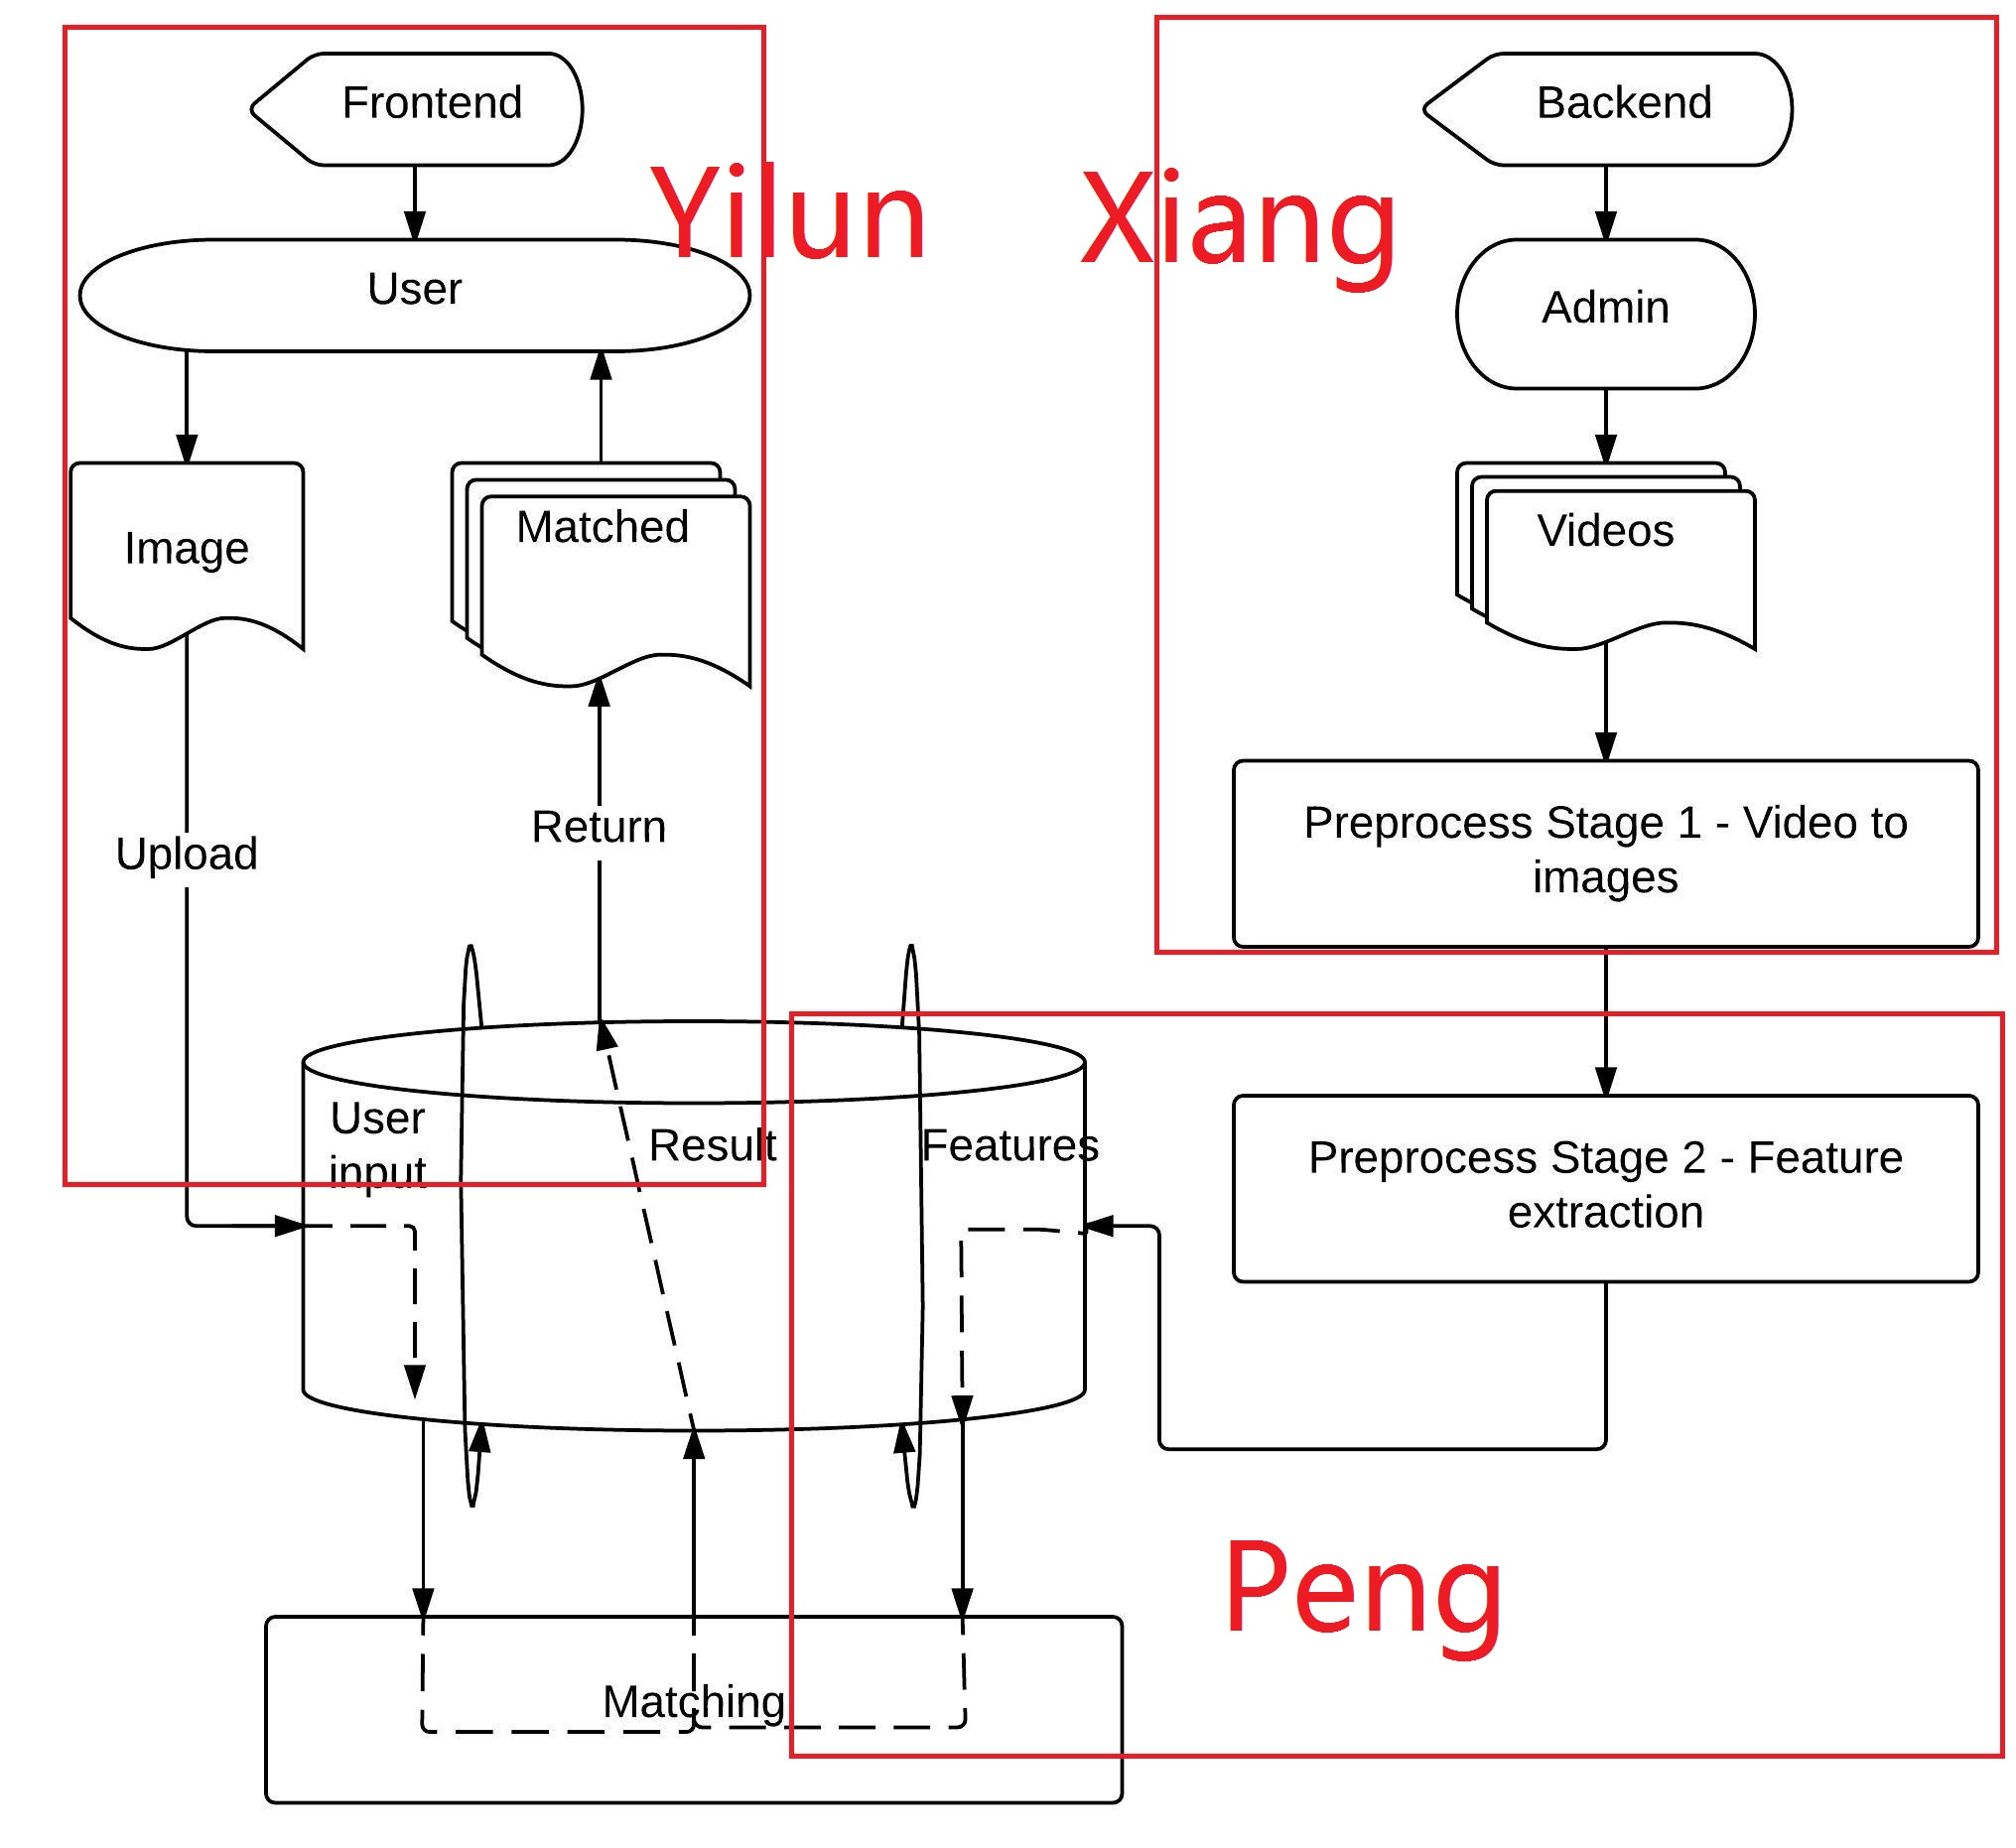 Frontend
Backend
Yilun
Xiang
User
Admin
Image
Matched
Videos
Upload
Return
Preprocess Stage 1 - Video to
images
User
input
Result
Features
Preprocess Stage 2 - Feature
extraction
Peng
Matching